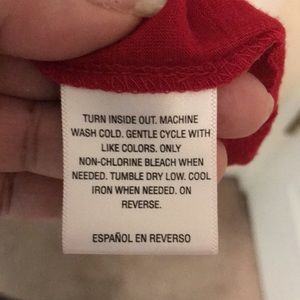 TURN INSIDE OUT. MACHINE
WASH COLD. GENTLE CYCLE WITH
LIKE COLORS. ONLY
NON-CHLORINE BLEACH WHEN
NEEDED. TUMBLE DRY LOW. COOL
IRON WHEN NEEDED. ON
REVERSE.
ESPAÑOL EN REVERSO